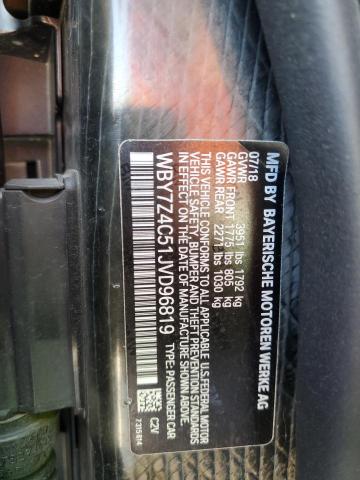 MFD BY BAYERISCHE MOTOREN WERKE AG
07/18
GVWR 3951 lbs 1792 kg
GAWR FRONT 1775 lbs 805 kg
GAWR REAR 2271 lbs 1030 kg
THIS VEHICLE CONFORMS TO ALL APPLICABLE U.S. FEDERAL MOTOR
VEHICLE SAFETY, BUMPER AND THEFT PREVENTION STANDARDS
IN EFFECT ON THE DATE OF MANUFACTURE SHOWN ABOVE.
WBY7Z4C51JVD96819
TYPE: PASSENGER CAR
C2V